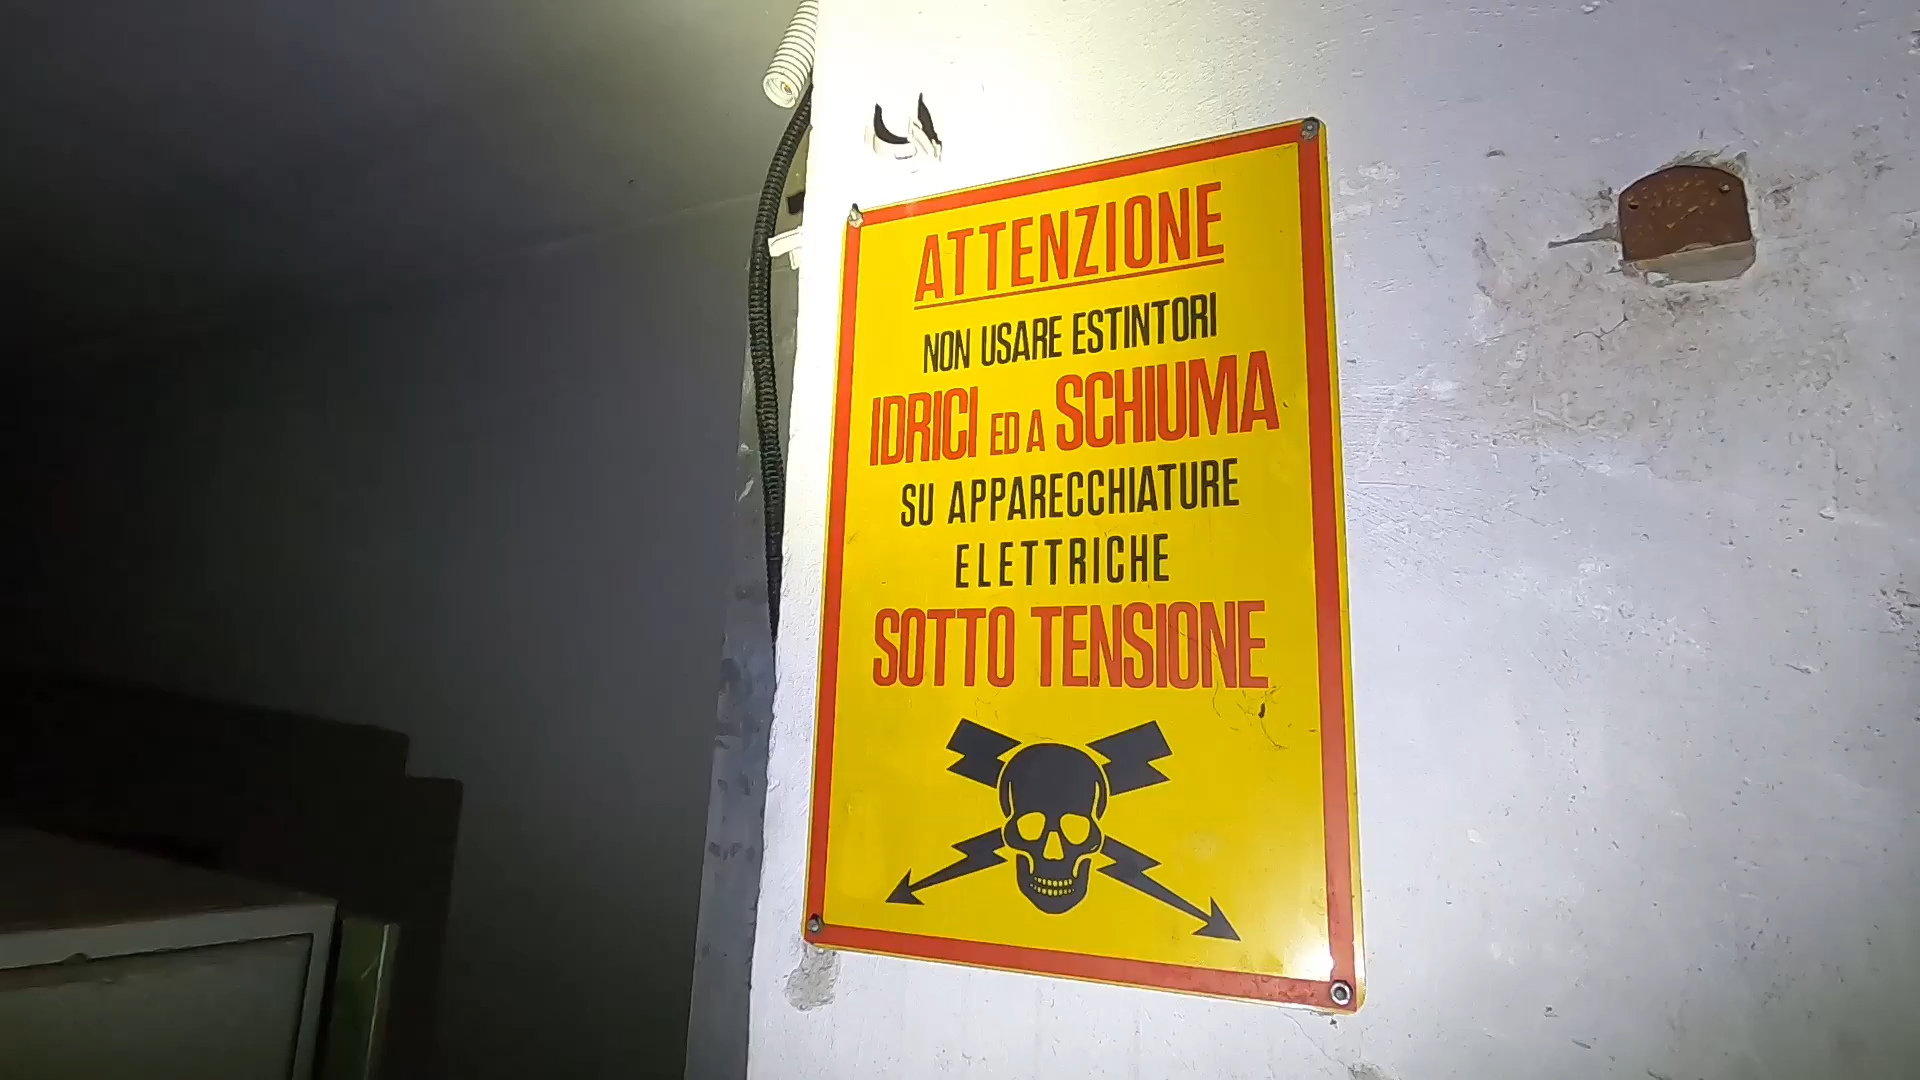 ATTENZIONE
NON USARE ESTINTORI
IDRICI ED A SCHIUMA
SU APPARECCHIATURE
ELETTRICHE
SOTTO TENSIONE